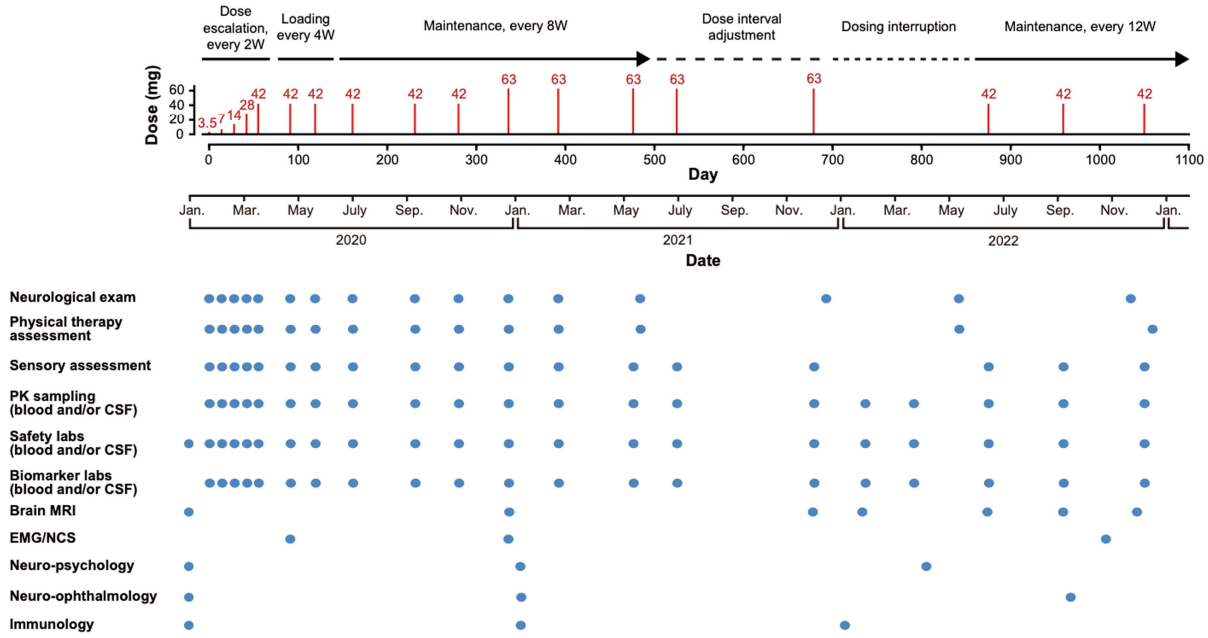 Dose
escalation,
every 2W
Loading
every 4W
Maintenance, every 8W
Dose interval
adjustment
Dosing interruption
Maintenance, every 12W
Dose (mg)
60
40
20
0
3.5 7 14 28 42 42 42 42 42 42 63 63 63 63 63 42 42 42
0 100 200 300 400 500 600 700 800 900 1000 1100
Day
Jan. Mar. May July Sep. Nov. Jan. Mar. May July Sep. Nov. Jan. Mar. May July Sep. Nov. Jan.
2020 2021 2022
Date
Neurological exam
Physical therapy
assessment
Sensory assessment
PK sampling
(blood and/or CSF)
Safety labs
(blood and/or CSF)
Biomarker labs
(blood and/or CSF)
Brain MRI
EMG/NCS
Neuro-psychology
Neuro-ophthalmology
Immunology